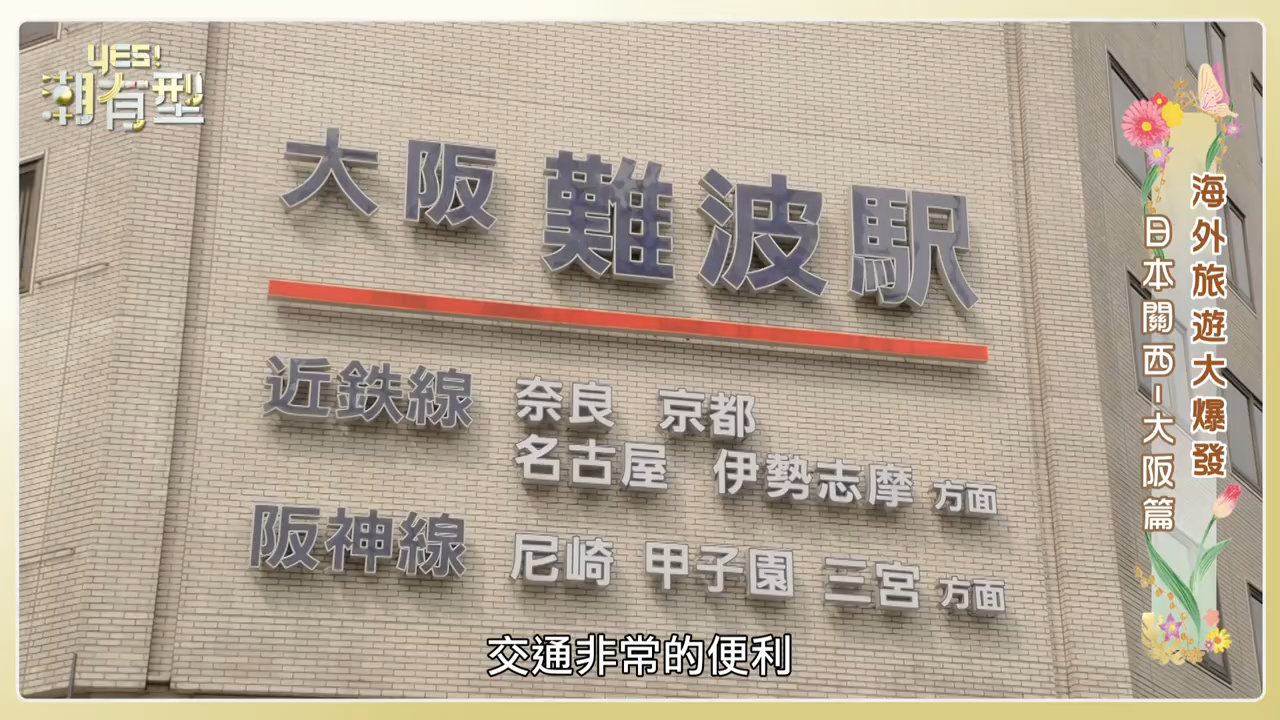 YES!
潮有型
大阪 難波駅
近鉄線 奈良 京都
名古屋 伊勢志摩 方面
阪神線 尼崎 甲子園 三宮 方面
海外旅遊大爆發
日本關西-大阪篇
交通非常的便利